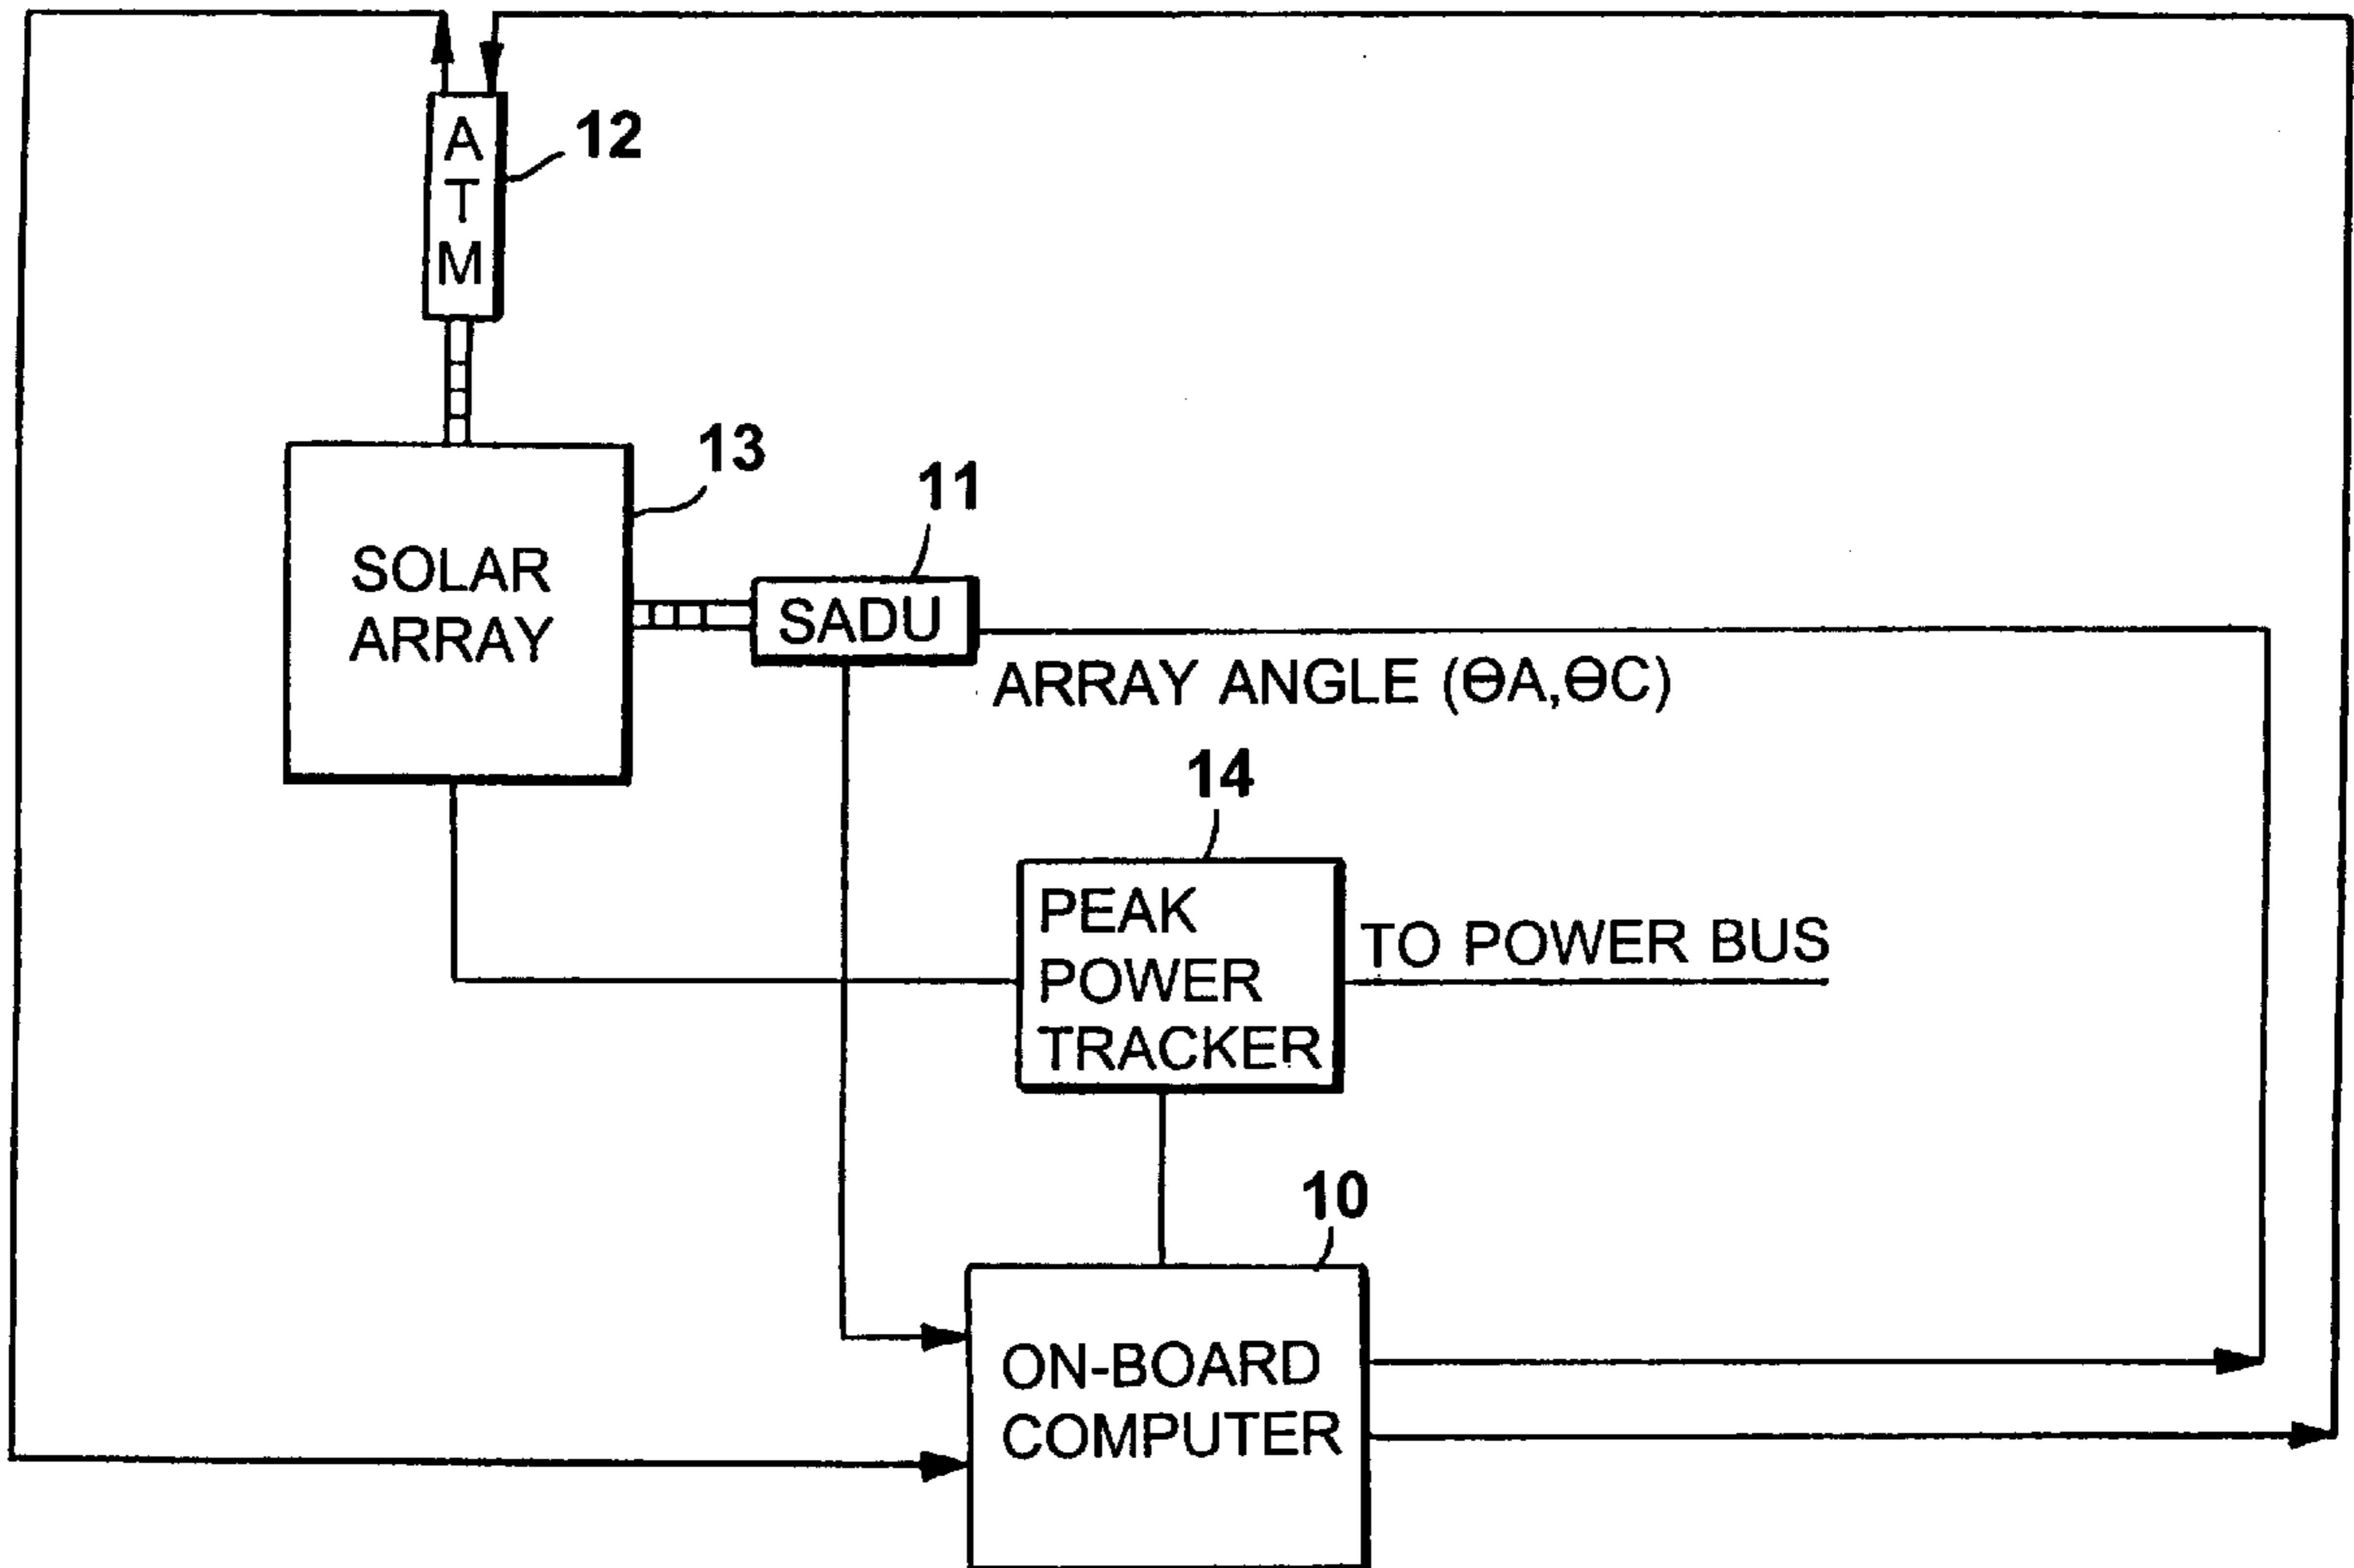 A
T
M
12
13
SOLAR
ARRAY
11
SADU
ARRAY ANGLE (ΘA,ΘC)
14
PEAK
POWER
TRACKER
TO POWER BUS
10
ON-BOARD
COMPUTER